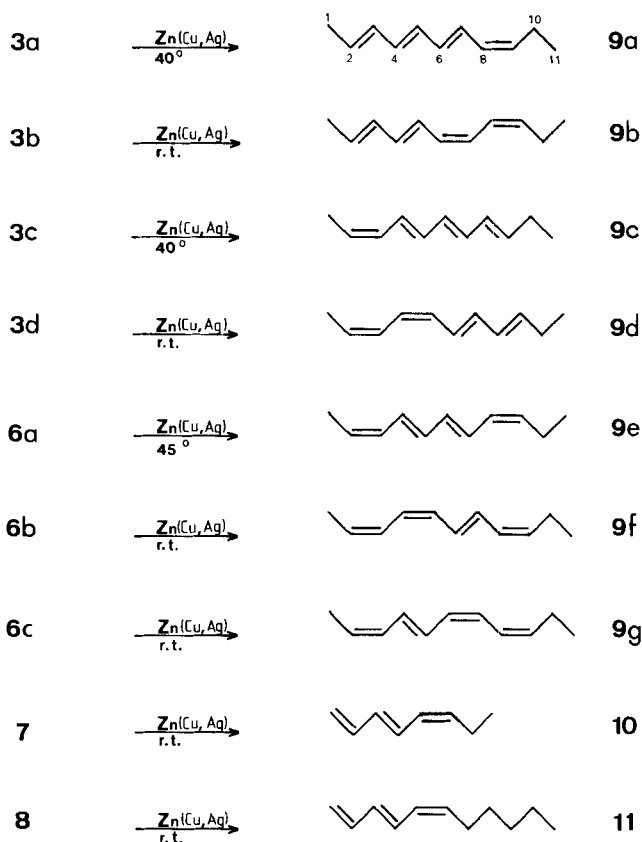 3a Zn(Cu,Ag) 1 10 9a
40° 2 4 6 8 11
3b Zn(Cu,Ag) 9b
r.t.
3c Zn(Cu,Ag) 9c
40°
3d Zn(Cu,Ag) 9d
r.t.
6a Zn(Cu,Ag) 9e
45°
6b Zn(Cu,Ag) 9f
r.t.
6c Zn(Cu,Ag) 9g
r.t.
7 Zn(Cu,Ag) 10
r.t.
8 Zn(Cu,Ag) 11
r.t.